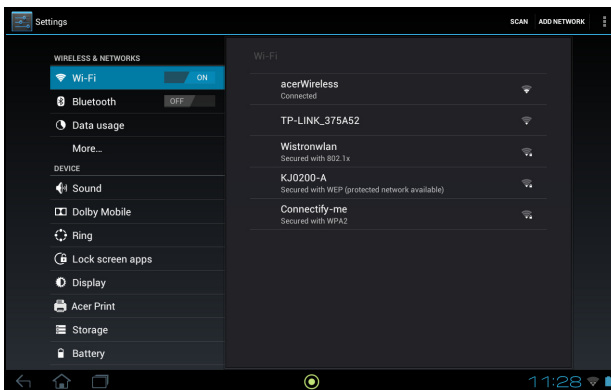 Settings
SCAN ADD NETWORK
WIRELESS & NETWORKS
Wi-Fi ON
Bluetooth OFF
Data usage
More...
DEVICE
Sound
Dolby Mobile
Ring
Lock screen apps
Display
Acer Print
Storage
Battery
Wi-Fi
acerWireless
Connected
TP-LINK_375A52
Wistronwlan
Secured with 802.1x
KJ0200-A
Secured with WEP (protected network available)
Connectify-me
Secured with WPA2
11:28